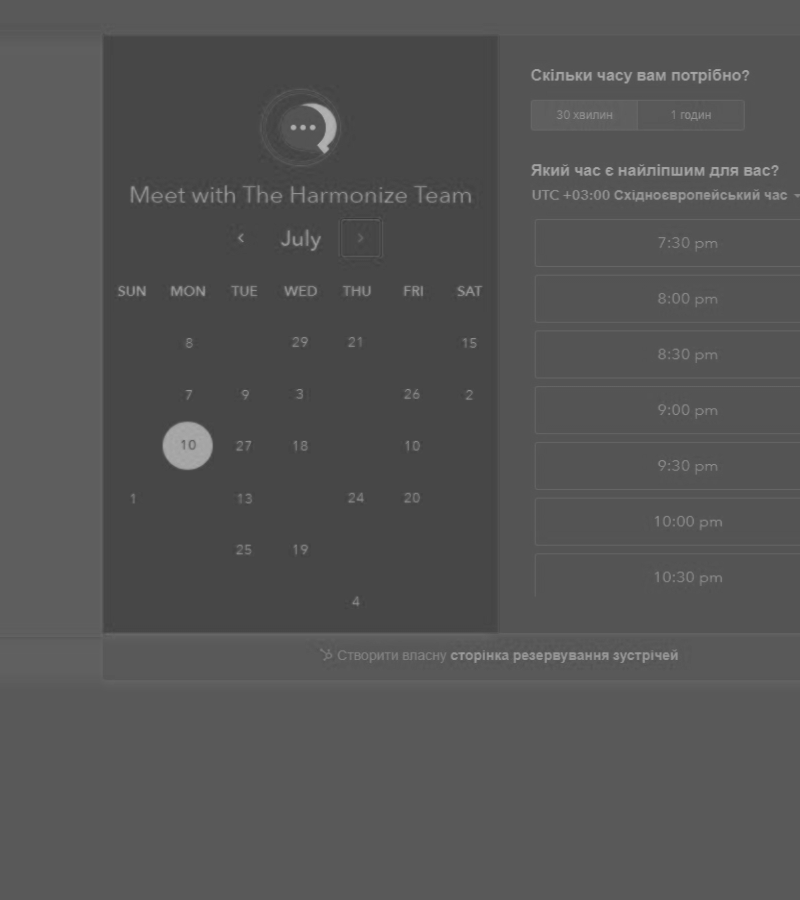 Meet with The Harmonize Team
July
SUN MON TUE WED THU FRI SAT
8 29 21 15
7 9 3 26 2
10 27 18 10
1 13 24 20
25 19
4
Скільки часу вам потрібно?
30 хвилин 1 годин
Який час є найліпшим для вас?
UTC +03:00 Східноєвропейський час
7:30 pm
8:00 pm
8:30 pm
9:00 pm
9:30 pm
10:00 pm
10:30 pm
Створити власну сторінка резервування зустрічей